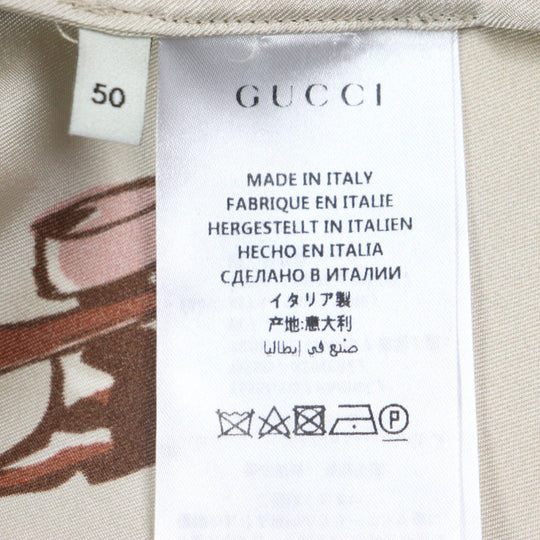 50
GUCCI
MADE IN ITALY
FABRIQUE EN ITALIE
HERGESTELLT IN ITALIEN
HECHO EN ITALIA
СДЕЛАНО В ИТАЛИИ
イタリア製
产地:意大利
صنع في إيطاليا
P